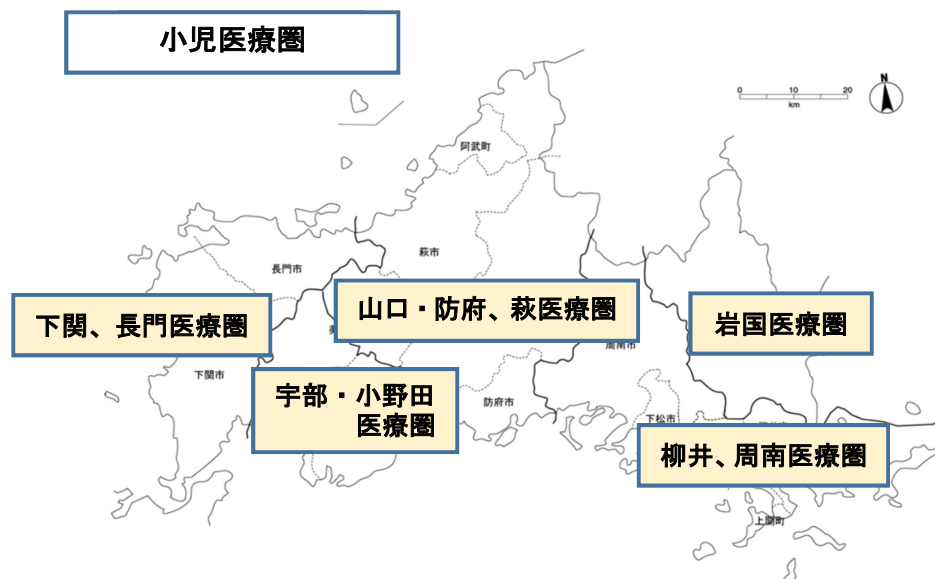 小児医療圏
N
0 10 20
km
阿武町
萩市
長門市
山口・防府、萩医療圏
下関、長門医療圏
岩国医療圏
周南市
下関市
宇部・小野田
医療圏
防府市
下松市
柳井、周南医療圏
上関町